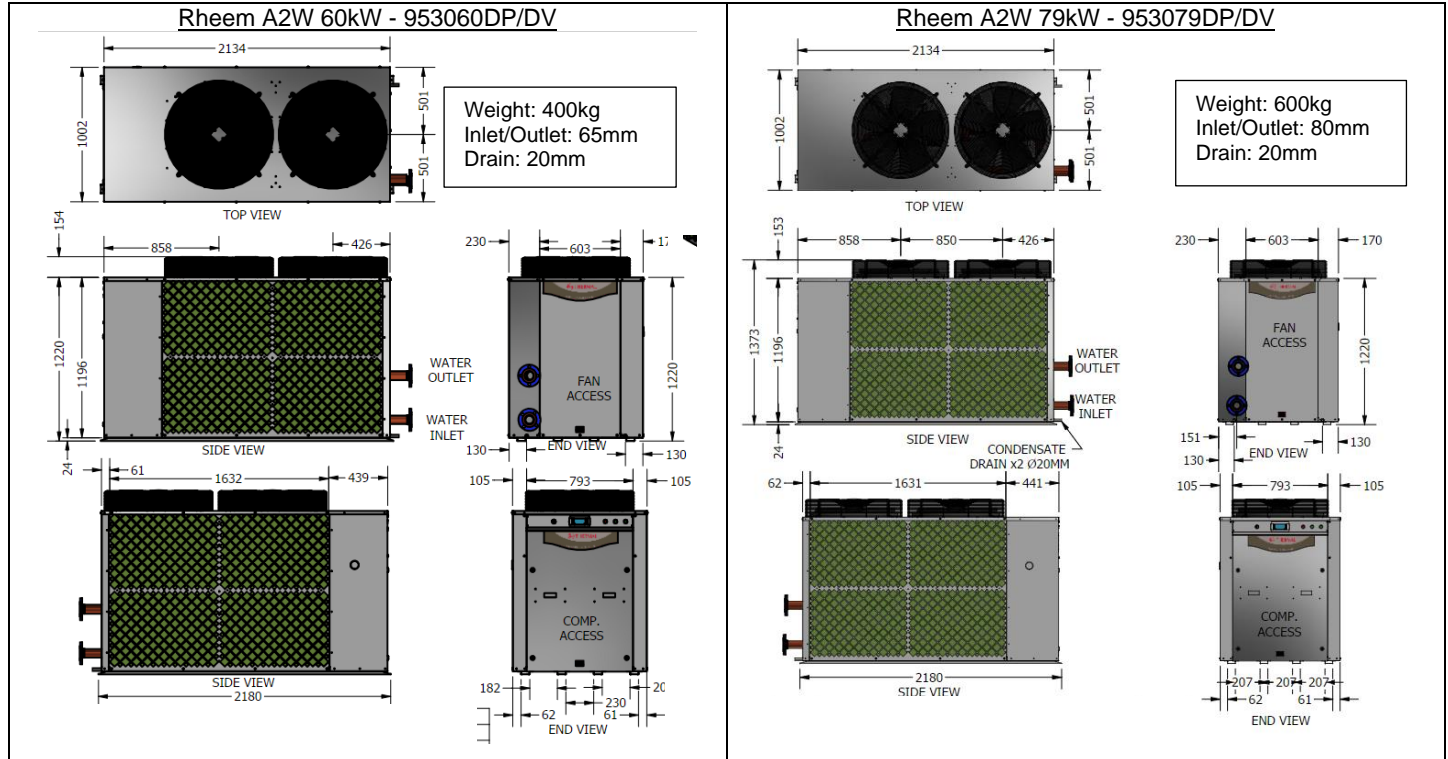 Rheem A2W 60kW - 953060DP/DV
2134
1002
501
501
Weight: 400kg
Inlet/Outlet: 65mm
Drain: 20mm
TOP VIEW
154
858
426
230
603
1220
1196
24
WATER
OUTLET
WATER
INLET
FAN
ACCESS
1220
SIDE VIEW
END VIEW
130
130
61
1632
439
105
793
105
COMP.
ACCESS
SIDE VIEW
2180
182
230
62
61
END VIEW
Rheem A2W 79kW - 953079DP/DV
2134
1002
501
501
Weight: 600kg
Inlet/Outlet: 80mm
Drain: 20mm
TOP VIEW
153
858
850
426
230
603
170
1373
1196
24
WATER
OUTLET
WATER
INLET
FAN
ACCESS
1220
SIDE VIEW
CONDENSATE
DRAIN x2 Ø20MM
151
130
END VIEW
130
62
1631
441
105
793
105
COMP.
ACCESS
2180
SIDE VIEW
207
207
207
62
61
END VIEW